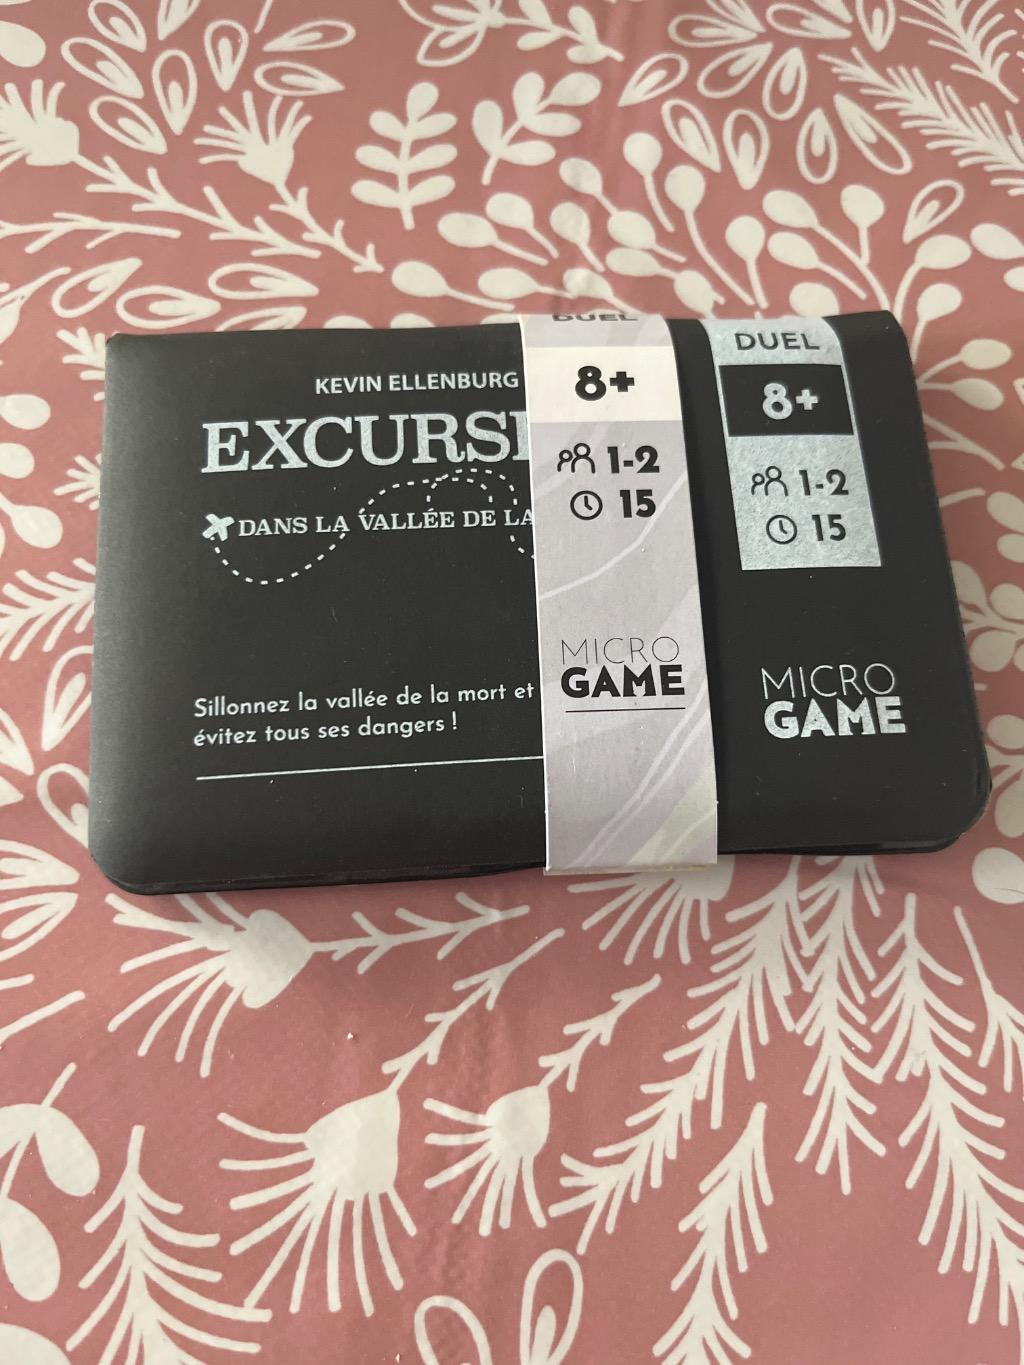 KEVIN ELLENBURG
EXCURSI
DANS LA VALLÉE DE LA
Sillonnez la vallée de la mort et
évitez tous ses dangers !
DUEL
8+
1-2
15
MICRO
GAME
DUEL
8+
1-2
15
MICRO
GAME